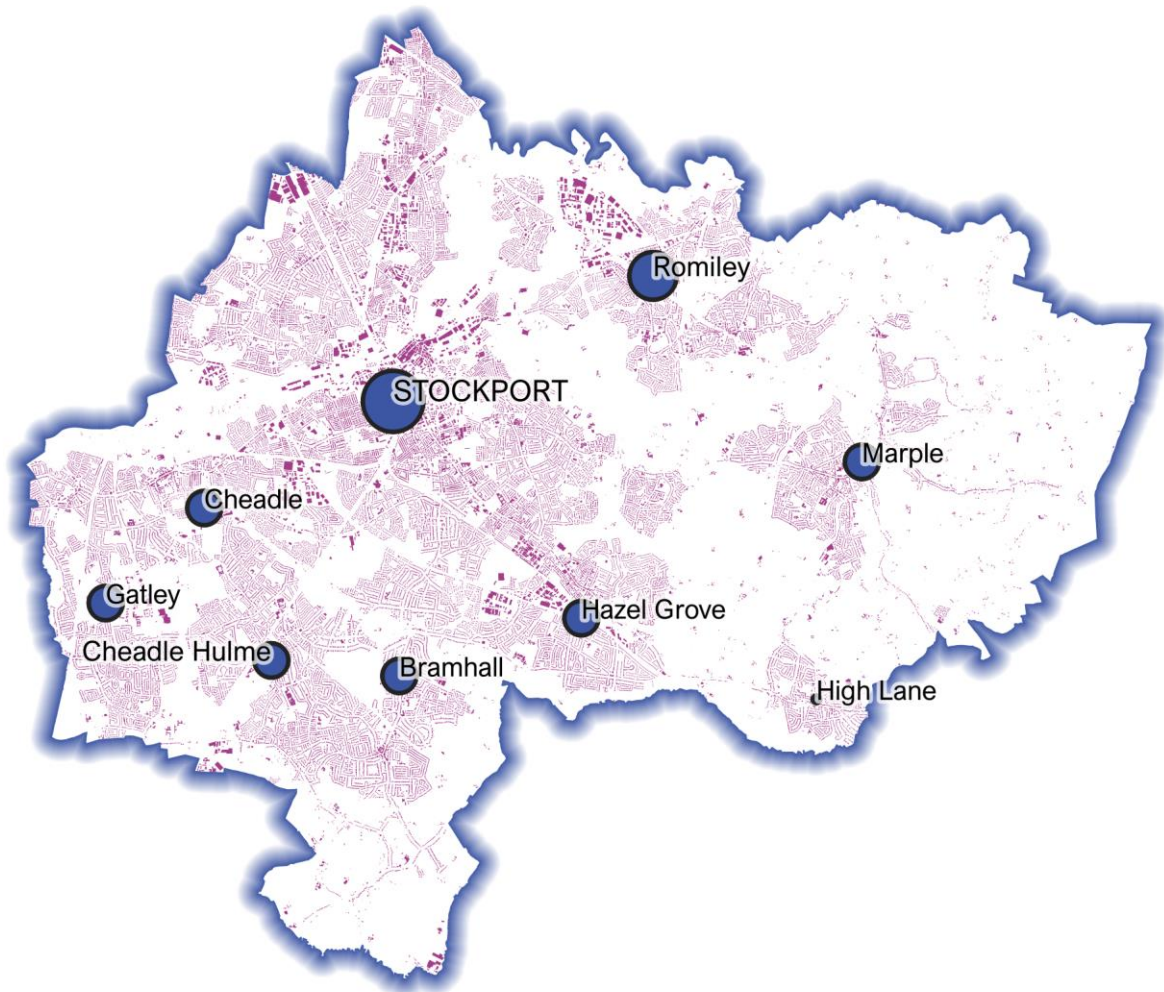 Romiley
STOCKPORT
Marple
Cheadle
Gatley
Hazel Grove
Cheadle Hulme
Bramhall
High Lane